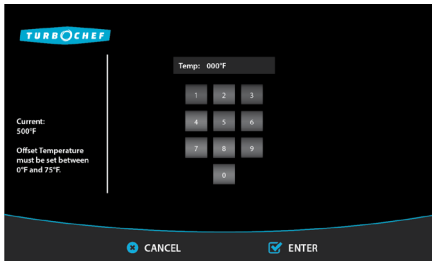 TURBOCHEF
Temp: 000°F
1 2 3
Current:
500°F
4 5 6
Offset Temperature
must be set between
0°F and 75°F.
7 8 9
0
CANCEL
ENTER